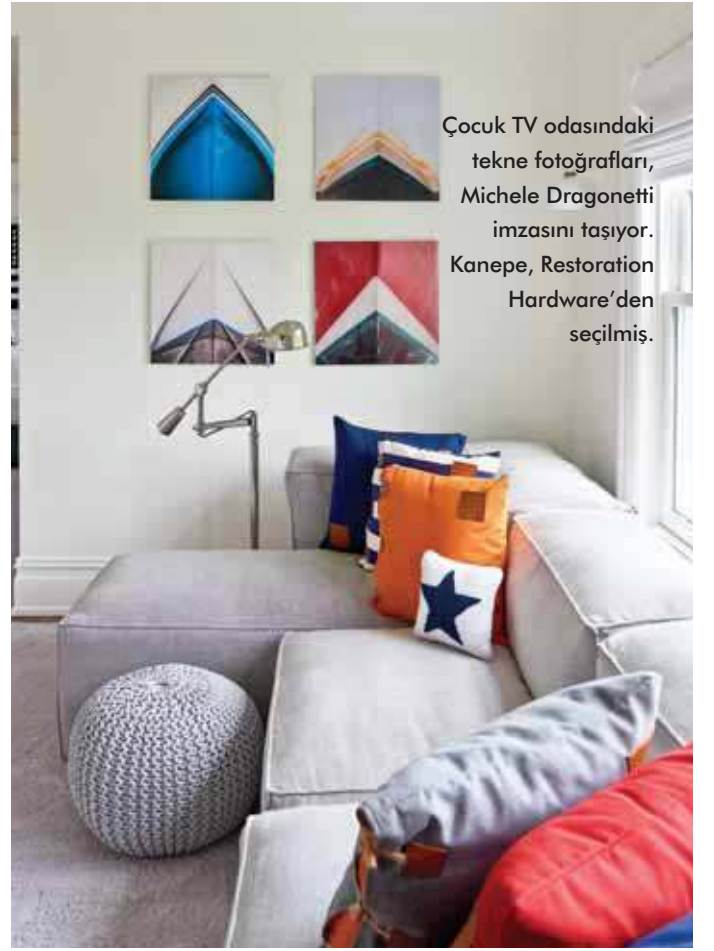 Çocuk TV odasındaki
tekne fotoğrafları,
Michele Dragonetti
imzasını taşıyor.
Kanepe, Restoration
Hardware’den
seçilmiş.